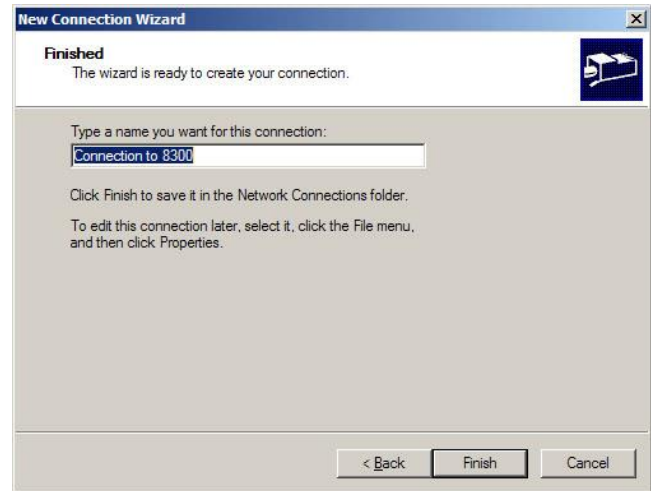 New Connection Wizard
Finished
The wizard is ready to create your connection.
Type a name you want for this connection:
Connection to 8300
Click Finish to save it in the Network Connections folder.
To edit this connection later, select it, click the File menu,
and then click Properties.
< Back Finish Cancel